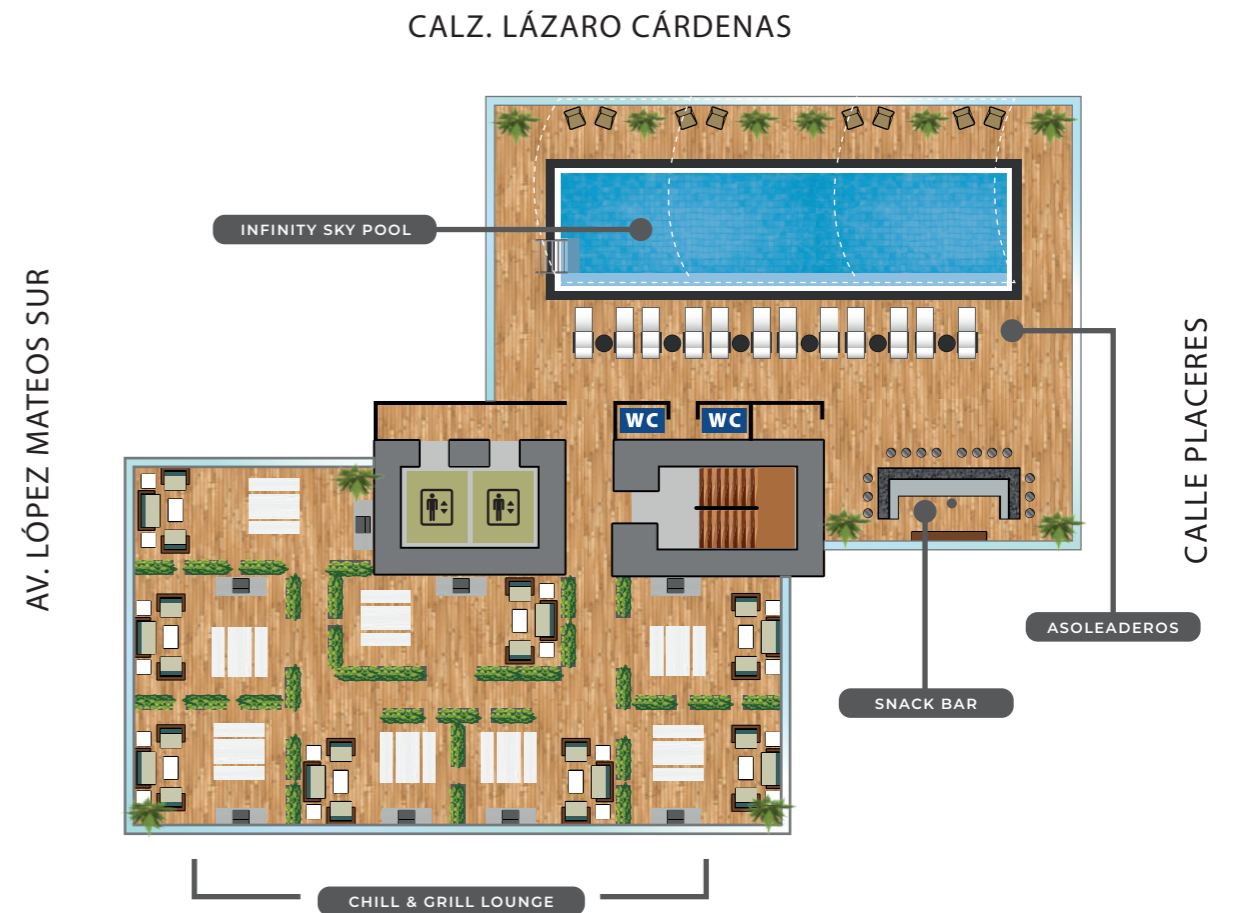 CALZ. LÁZARO CÁRDENAS
INFINITY SKY POOL
AV. LÓPEZ MATEOS SUR
CALLE PLACERES
WC
WC
ASOLEADEROS
SNACK BAR
CHILL & GRILL LOUNGE